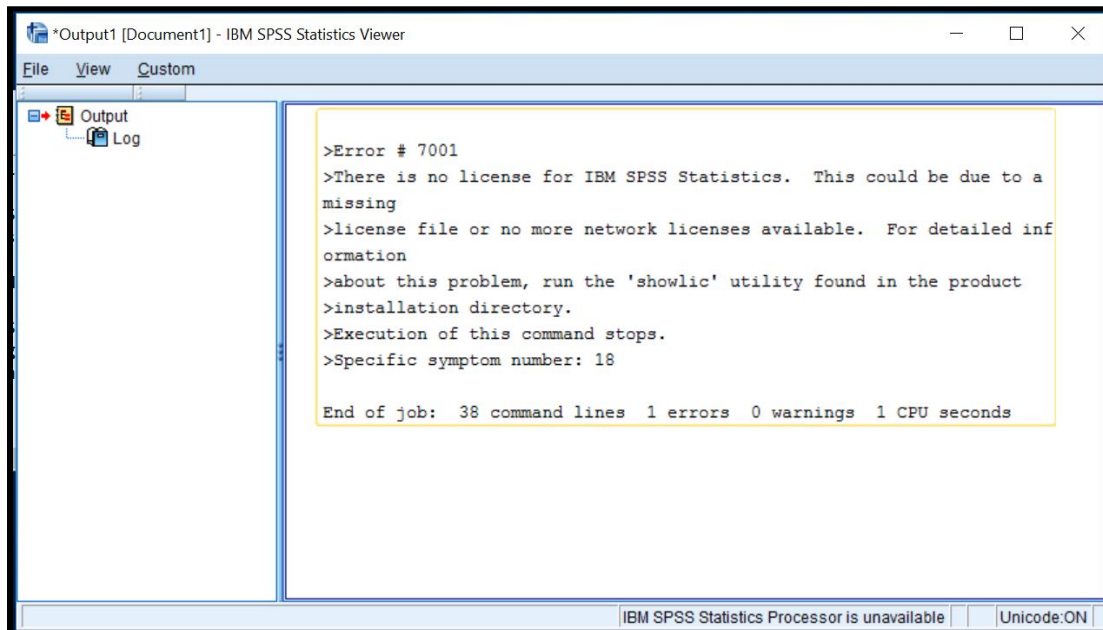 *Output1 [Document1] - IBM SPSS Statistics Viewer
File View Custom
Output
Log
>Error # 7001
>There is no license for IBM SPSS Statistics.  This could be due to a
missing
>license file or no more network licenses available.  For detailed inf
ormation
>about this problem, run the 'showlic' utility found in the product
>installation directory.
>Execution of this command stops.
>Specific symptom number: 18
End of job:  38 command lines  1 errors  0 warnings  1 CPU seconds
IBM SPSS Statistics Processor is unavailable Unicode:ON